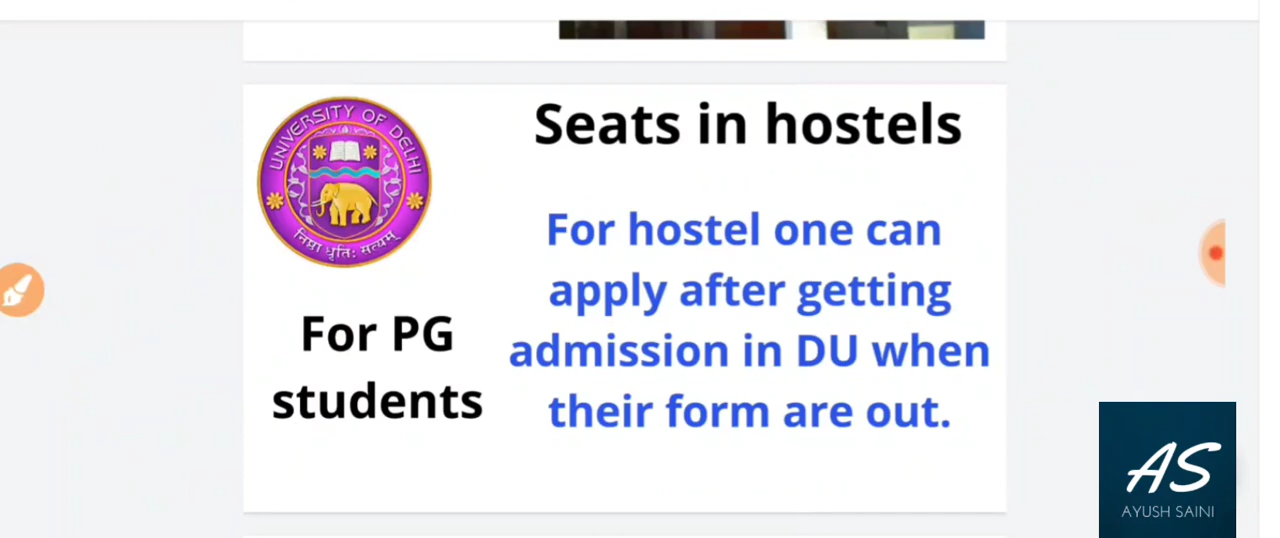 UNIVERSITY OF DELHI
निष्ठा धृति: सत्यम्
Seats in hostels
For hostel one can
apply after getting
admission in DU when
their form are out.
For PG
students
AS
AYUSH SAINI